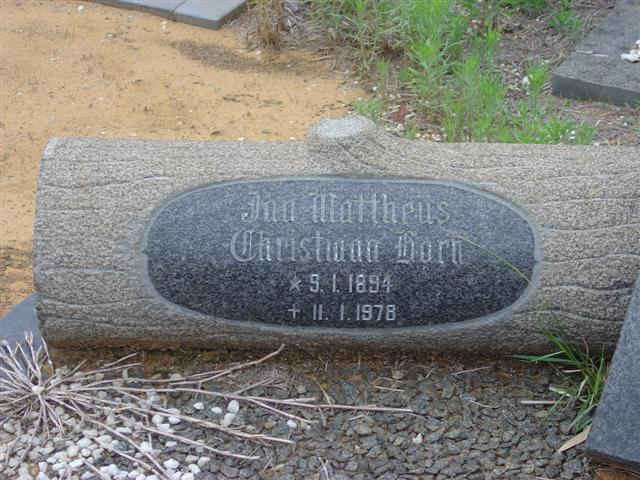 Jan Mattheus
Christiaan Born
* 9. 1. 1894
+ 11. 1. 1978